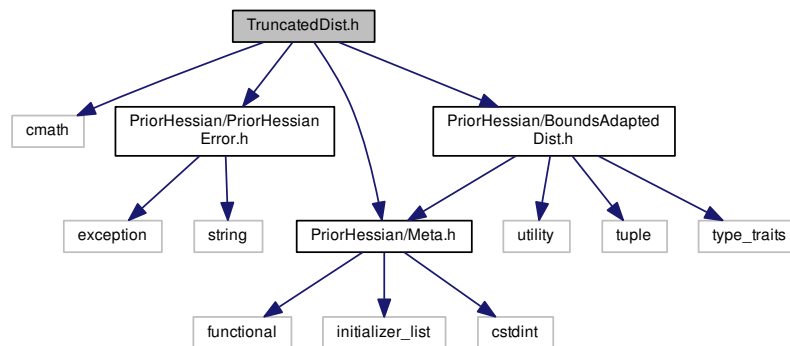 TruncatedDist.h
cmath
PriorHessian/PriorHessian
Error.h
PriorHessian/BoundsAdapted
Dist.h
exception
string
PriorHessian/Meta.h
utility
tuple
type_traits
functional
initializer_list
cstdint